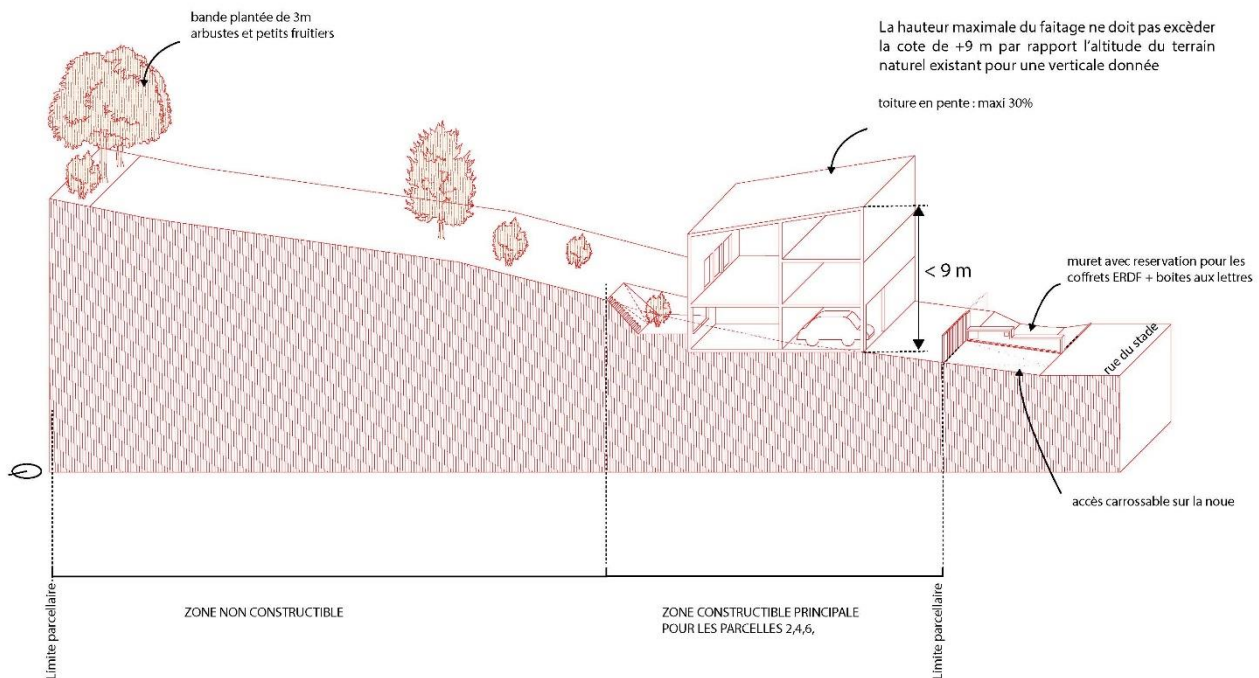 bande plantée de 3m
arbustes et petits fruitiers
La hauteur maximale du faitage ne doit pas excèder
la cote de +9 m par rapport l'altitude du terrain
naturel existant pour une verticale donnée
toiture en pente : maxi 30%
< 9 m
muret avec reservation pour les
coffrets ERDF + boites aux lettres
rue du stade
accès carrossable sur la noue
Limite parcellaire
ZONE NON CONSTRUCTIBLE
ZONE CONSTRUCTIBLE PRINCIPALE
POUR LES PARCELLES 2,4,6,
Limite parcellaire